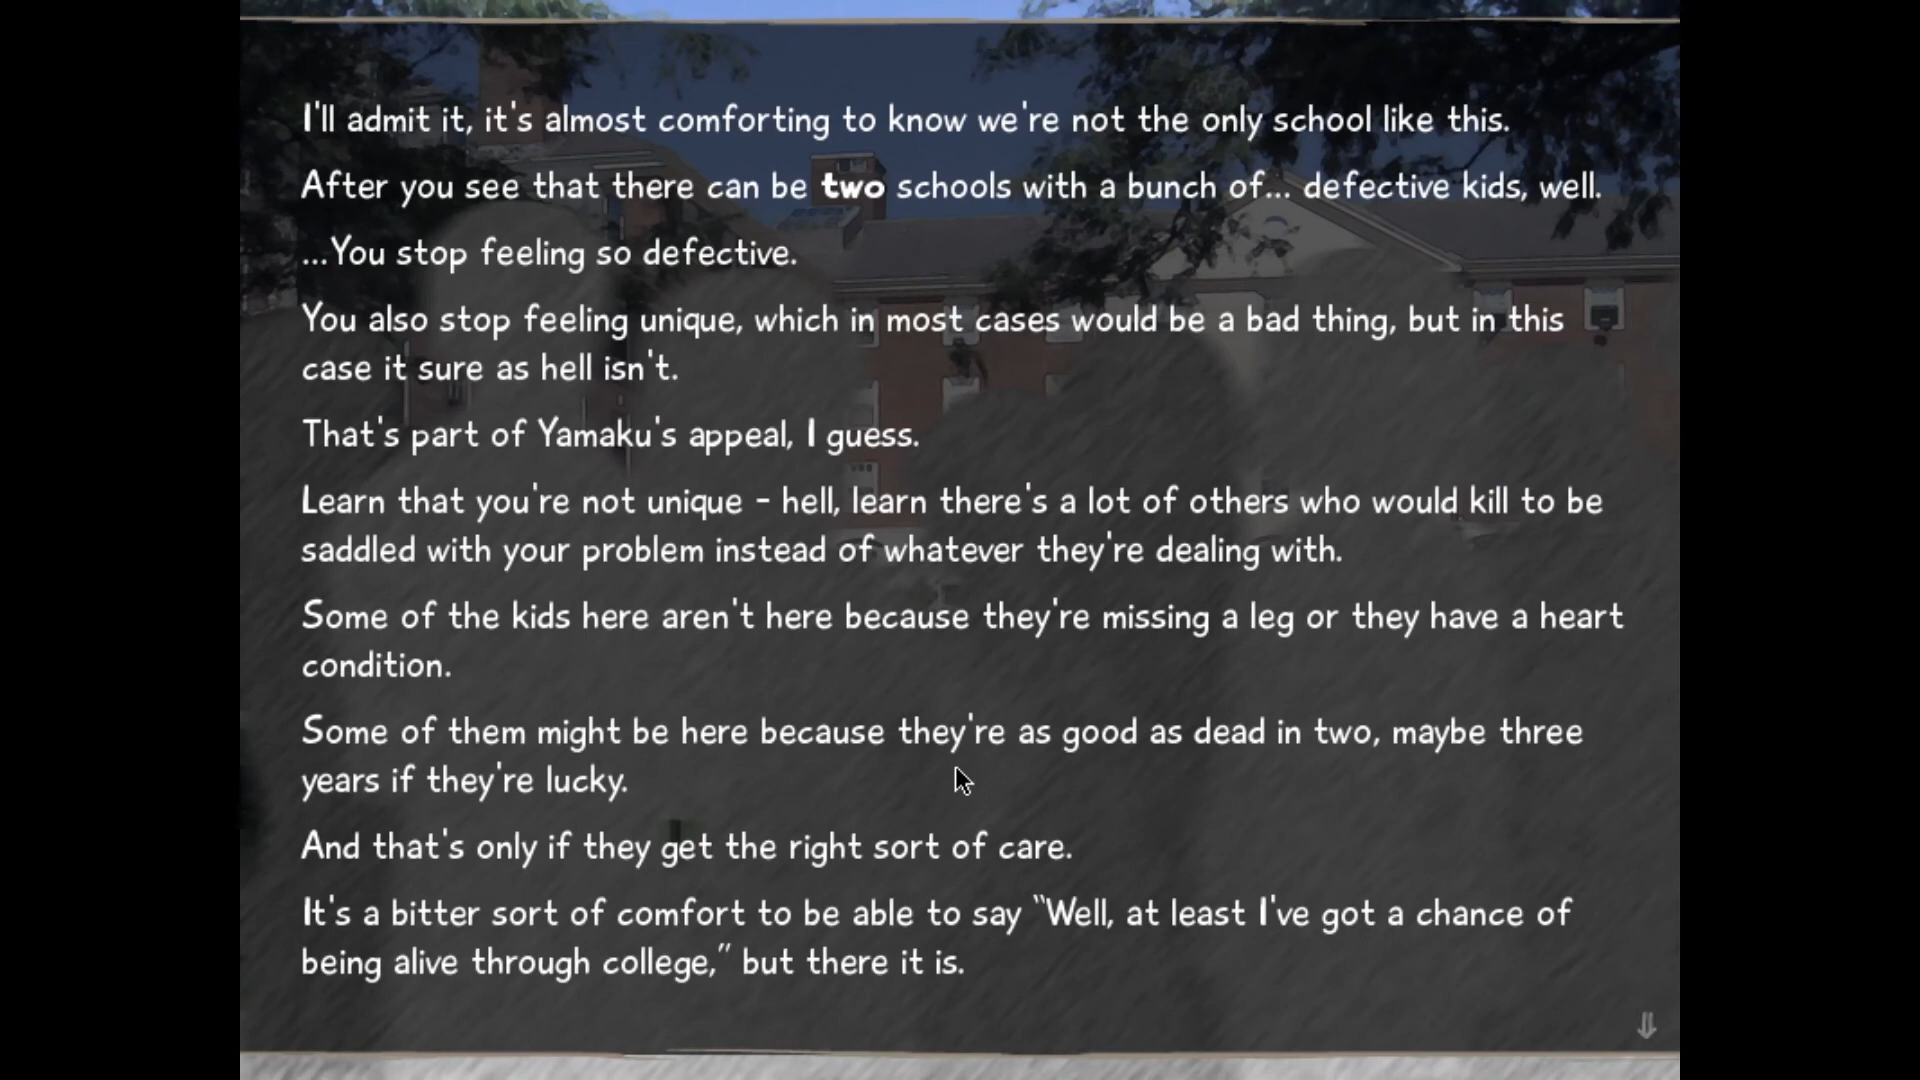 I'll admit it, it's almost comforting to know we're not the only school like this.
After you see that there can be two schools with a bunch of... defective kids, well.
...You stop feeling so defective.
You also stop feeling unique, which in most cases would be a bad thing, but in this
case it sure as hell isn't.
That's part of Yamaku's appeal, I guess.
Learn that you're not unique - hell, learn there's a lot of others who would kill to be
saddled with your problem instead of whatever they're dealing with.
Some of the kids here aren't here because they're missing a leg or they have a heart
condition.
Some of them might be here because they're as good as dead in two, maybe three
years if they're lucky.
And that's only if they get the right sort of care.
It's a bitter sort of comfort to be able to say “Well, at least I've got a chance of
being alive through college,” but there it is.